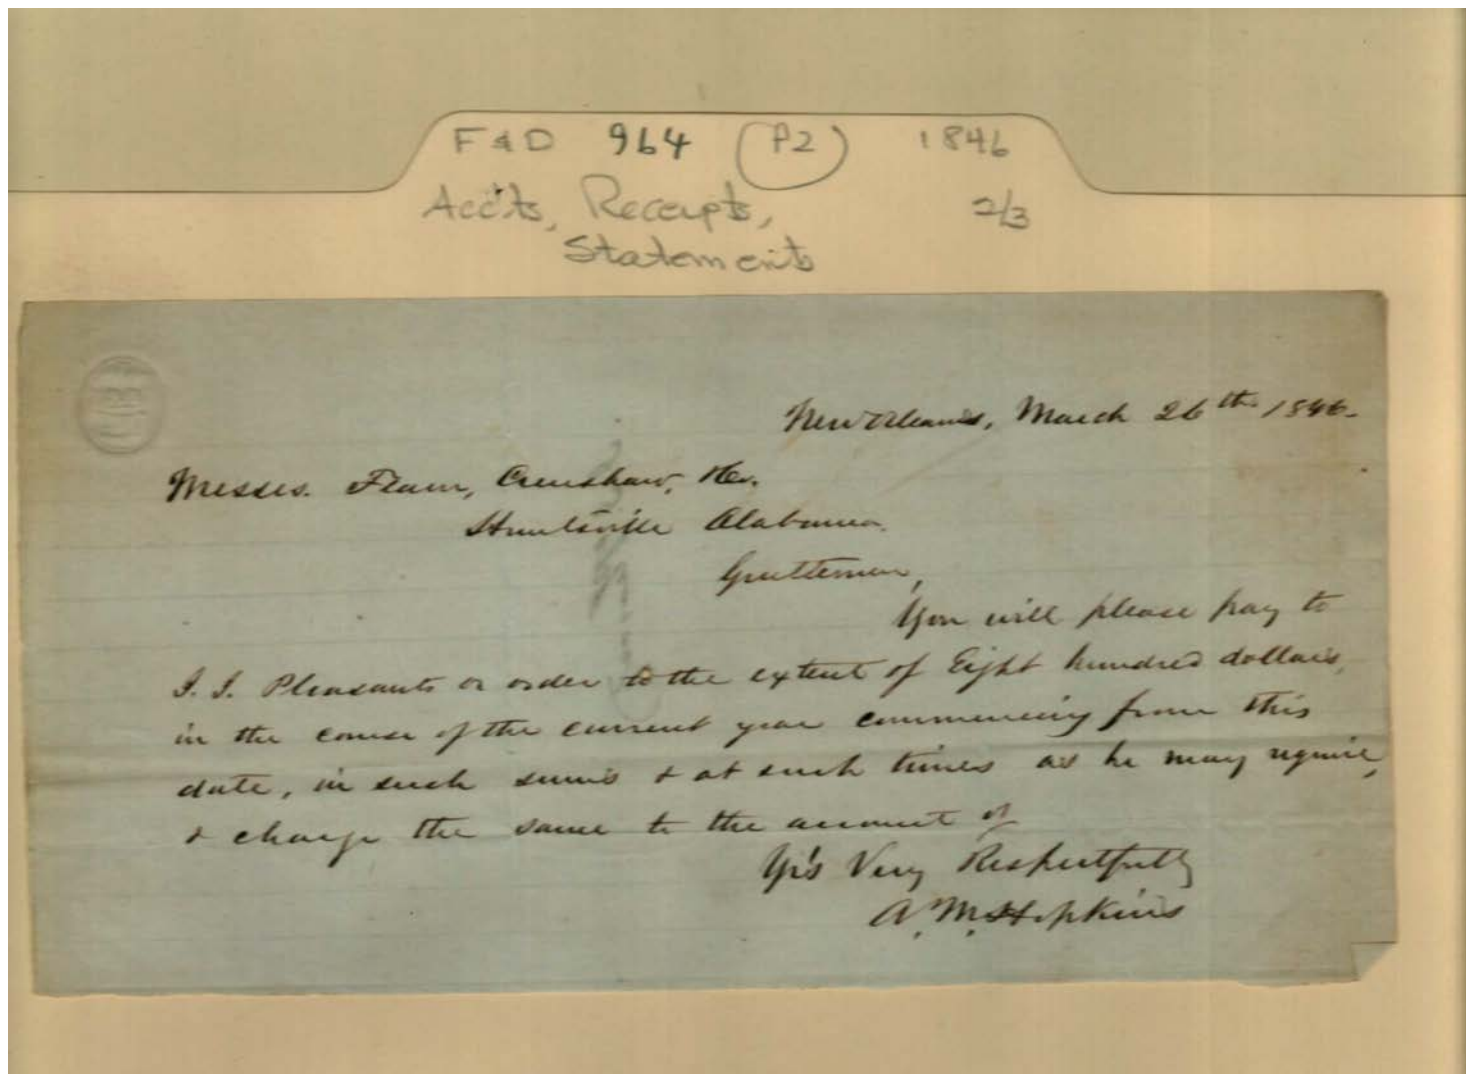 F & D 964 (P2) 1846
Acc'ts, Receipts, 2/3
Statements
New Orleans, March 26th 1846.
Messrs. Fearn, Crenshaw, & Co.
Huntsville Alabama.
Gentlemen,
You will please pay to
J. J. Pleasants or order to the extent of Eight hundred dollars,
in the course of the current year commencing from this
date, in such sums & at such times as he may require,
& charge the same to the account of
Yr's Very Respectfully
A. M. Hopkins